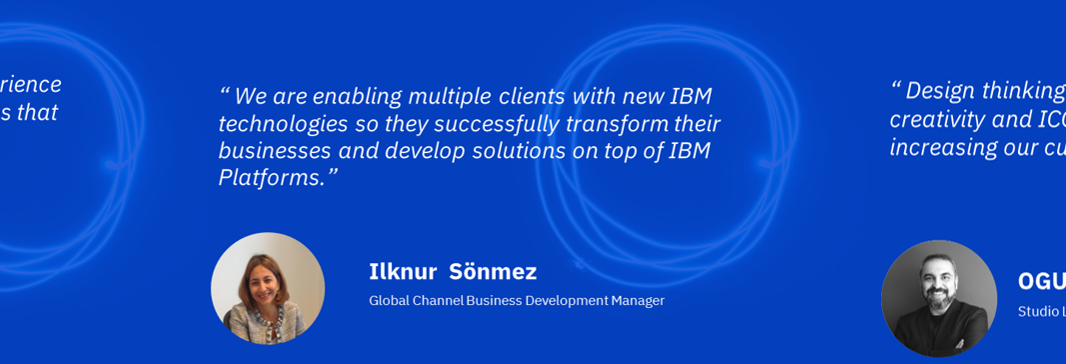 rience
s that
“ We are enabling multiple clients with new IBM
technologies so they successfully transform their
businesses and develop solutions on top of IBM
Platforms.”
Ilknur Sönmez
Global Channel Business Development Manager
“ Design thinking
creativity and ICO
increasing our cu
OGU
Studio L